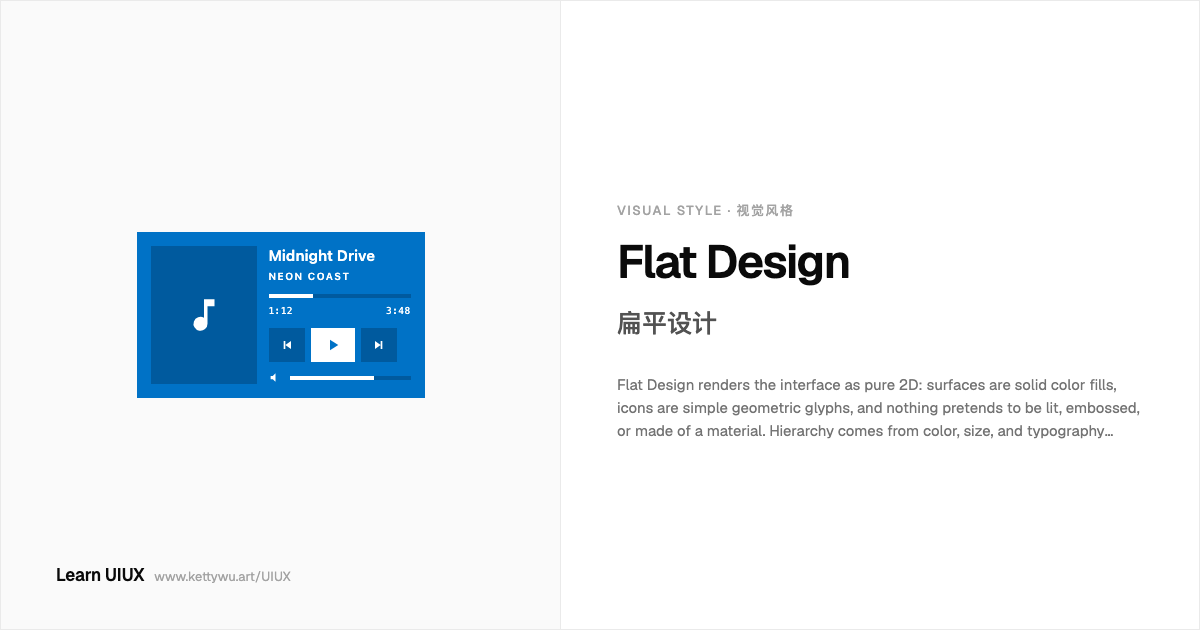 Midnight Drive
NEON COAST
1:12 3:48
Learn UIUX www.kettywu.art/UIUX
VISUAL STYLE · 视觉风格
Flat Design
扁平设计
Flat Design renders the interface as pure 2D: surfaces are solid color fills,
icons are simple geometric glyphs, and nothing pretends to be lit, embossed,
or made of a material. Hierarchy comes from color, size, and typography…